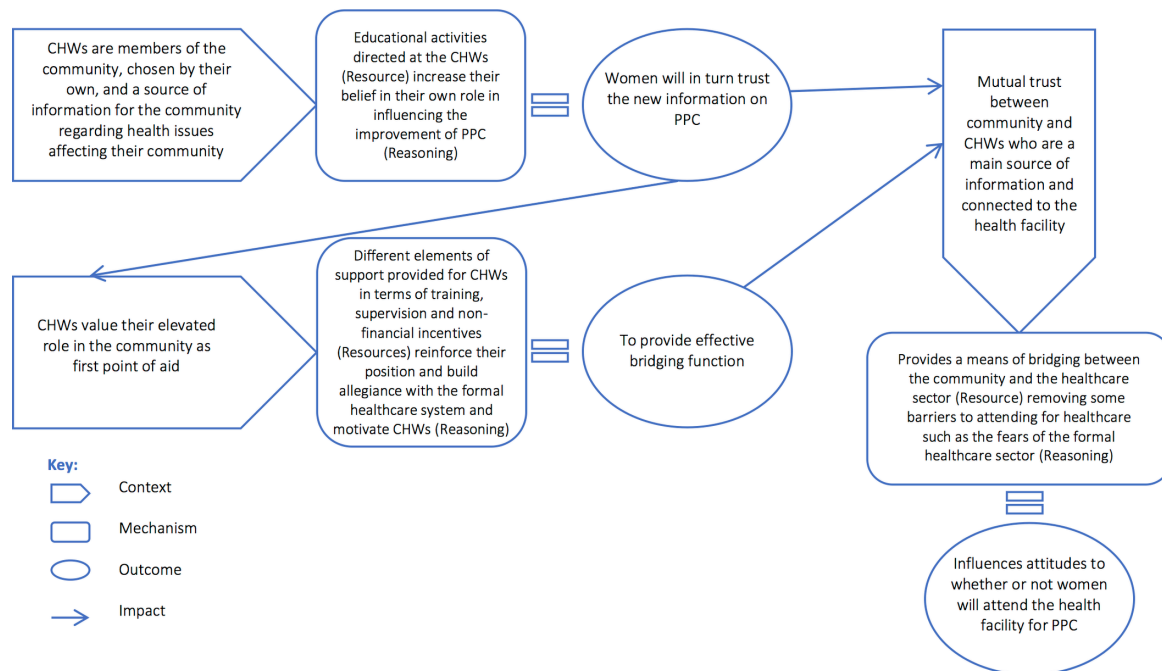 CHWs are members of the
community, chosen by their
own, and a source of
information for the community
regarding health issues
affecting their community
Educational activities
directed at the CHWs
(Resource) increase their
belief in their own role in
influencing the
improvement of PPC
(Reasoning)
Women will in turn trust
the new information on
PPC
Mutual trust
between
community and
CHWs who are a
main source of
information and
connected to the
health facility
CHWs value their elevated
role in the community as
first point of aid
Different elements of
support provided for CHWs
in terms of training,
supervision and non-
financial incentives
(Resources) reinforce their
position and build
allegiance with the formal
healthcare system and
motivate CHWs (Reasoning)
To provide effective
bridging function
Provides a means of bridging between
the community and the healthcare
sector (Resource) removing some
barriers to attending for healthcare
such as the fears of the formal
healthcare sector (Reasoning)
Influences attitudes to
whether or not women
will attend the health
facility for PPC
Key:
Context
Mechanism
Outcome
Impact